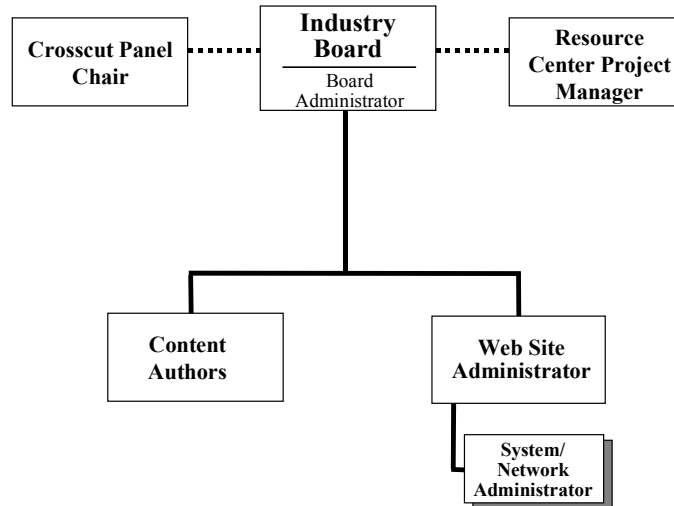 Crosscut Panel
Chair
Industry
Board
Board
Administrator
Resource
Center Project
Manager
Content
Authors
Web Site
Administrator
System/
Network
Administrator